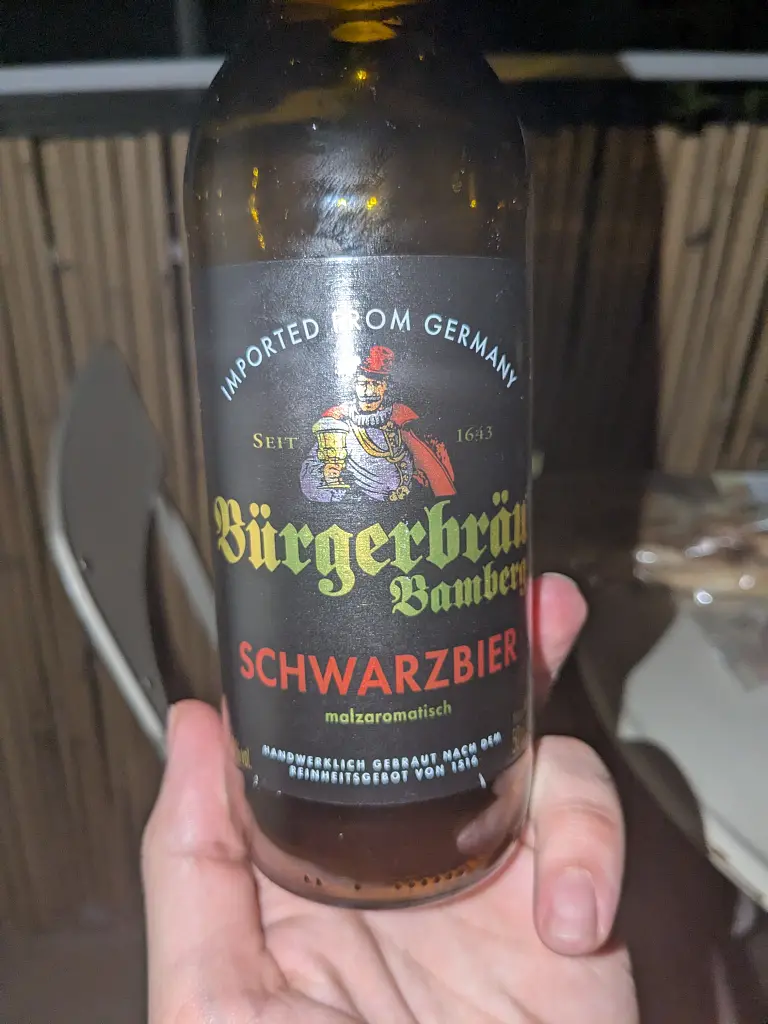 IMPORTED FROM GERMANY
SEIT 1643
Bürgerbräu
Bamberg
SCHWARZBIER
malzaromatisch
HANDWERKLICH GEBRAUT NACH DEM
REINHEITSGEBOT VON 1516